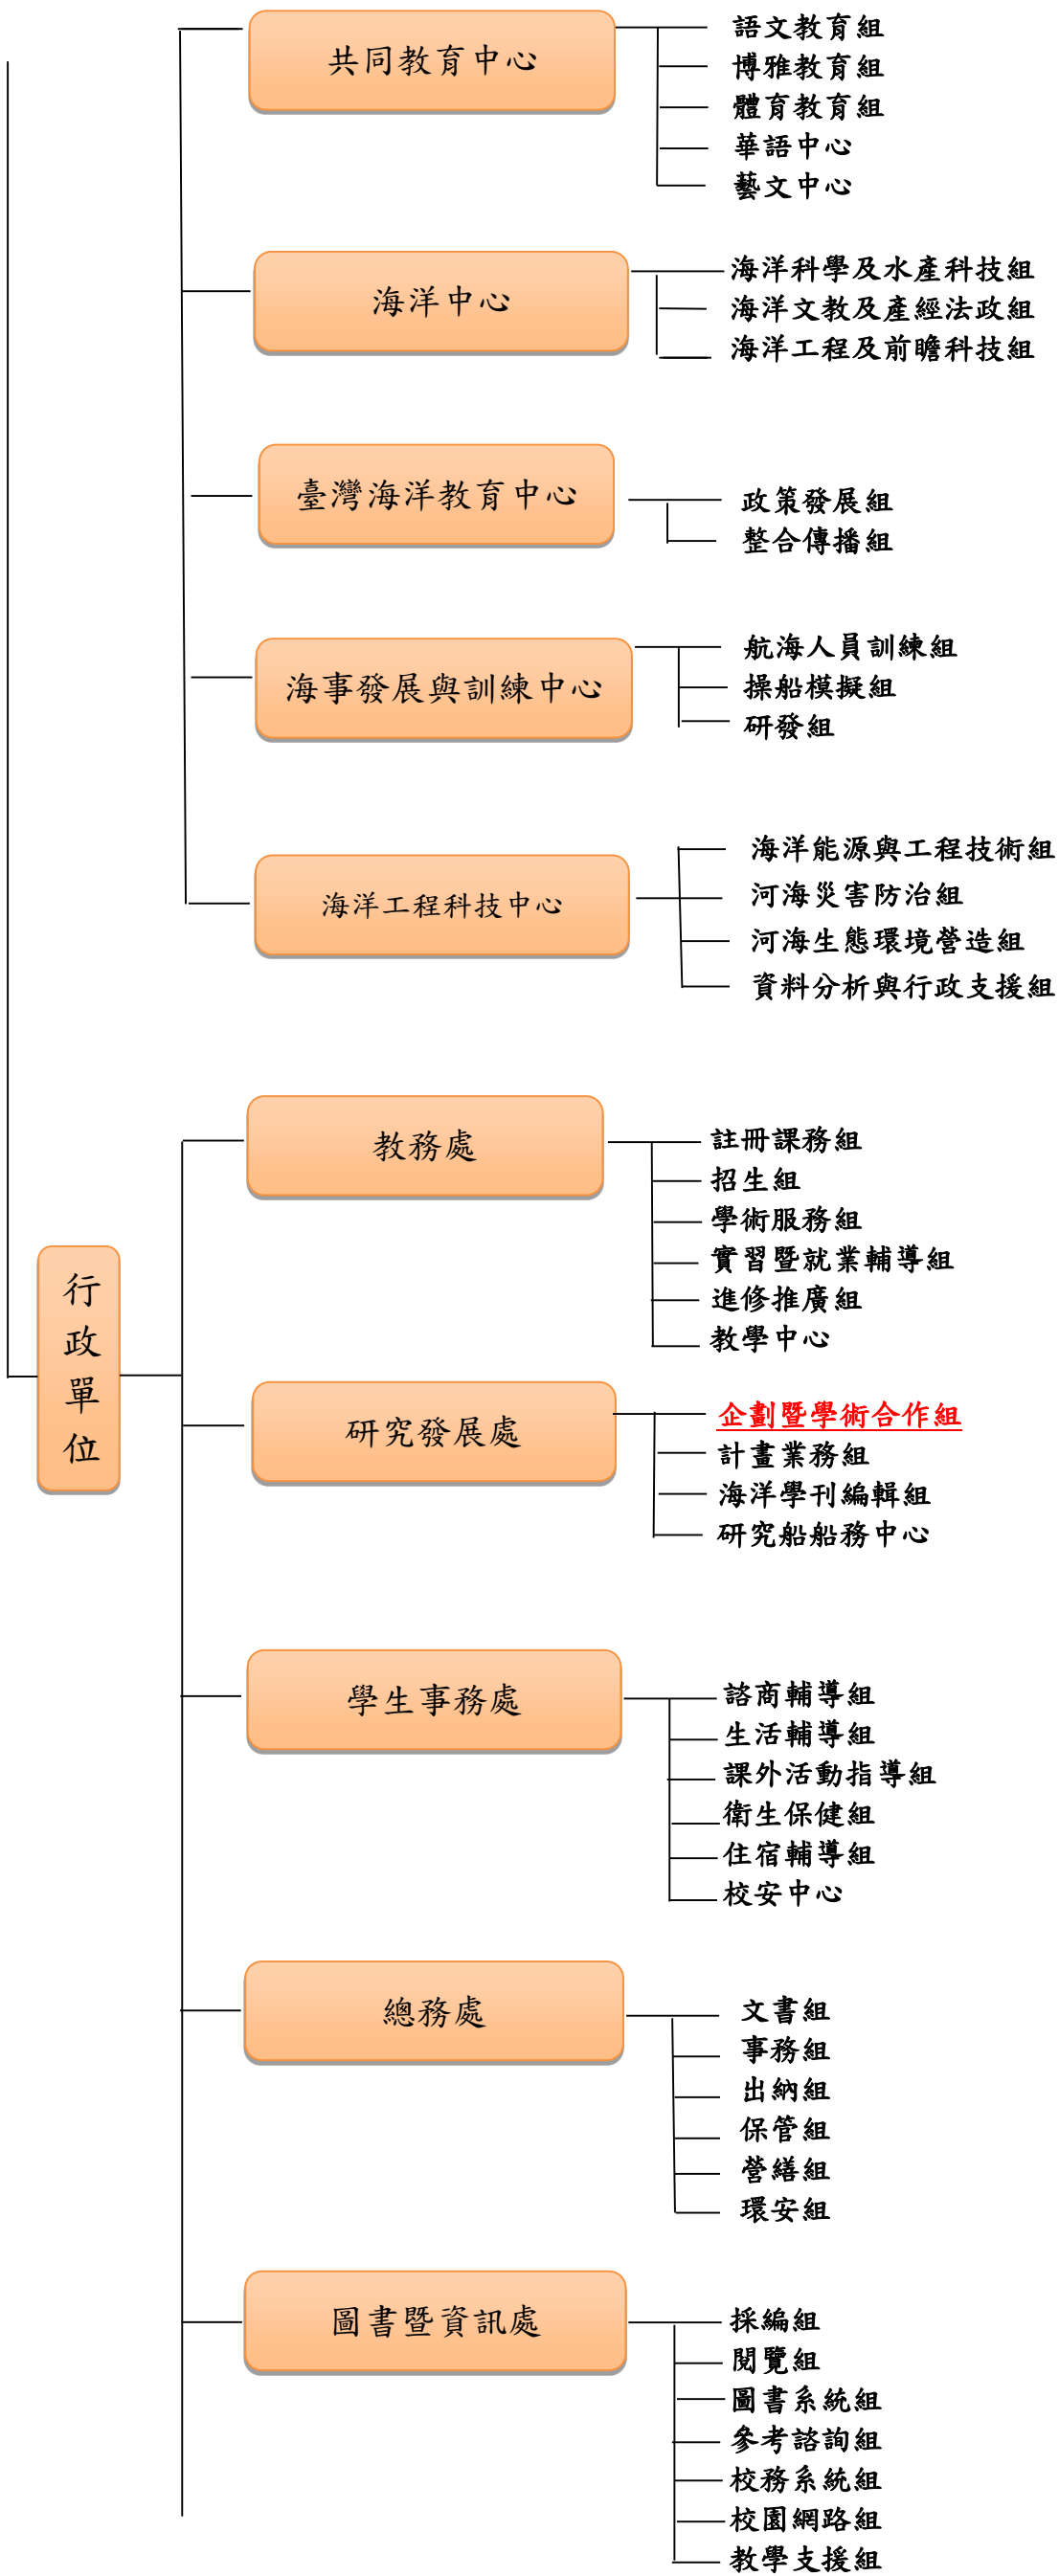 共同教育中心
語文教育組
博雅教育組
體育教育組
華語中心
藝文中心
海洋中心
海洋科學及水產科技組
海洋文教及產經法政組
海洋工程及前瞻科技組
臺灣海洋教育中心
政策發展組
整合傳播組
海事發展與訓練中心
航海人員訓練組
操船模擬組
研發組
海洋工程科技中心
海洋能源與工程技術組
河海災害防治組
河海生態環境營造組
資料分析與行政支援組
行政單位
教務處
註冊課務組
招生組
學術服務組
實習暨就業輔導組
進修推廣組
教學中心
研究發展處
企劃暨學術合作組
計畫業務組
海洋學刊編輯組
研究船船務中心
學生事務處
諮商輔導組
生活輔導組
課外活動指導組
衛生保健組
住宿輔導組
校安中心
總務處
文書組
事務組
出納組
保管組
營繕組
環安組
圖書暨資訊處
採編組
閱覽組
圖書系統組
參考諮詢組
校務系統組
校園網路組
教學支援組